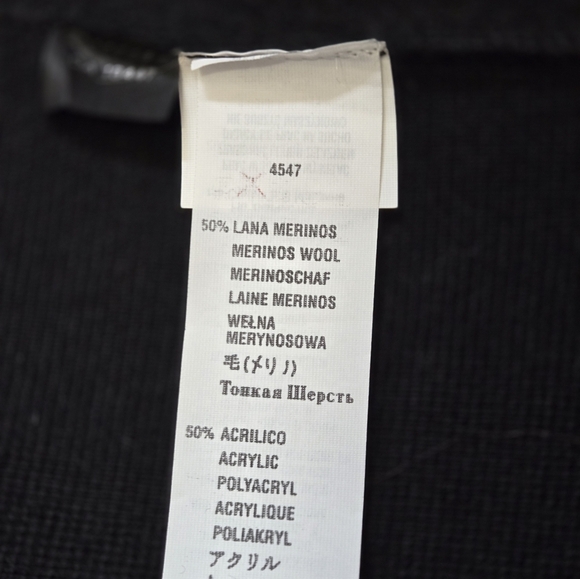 4547
50% LANA MERINOS
MERINOS WOOL
MERINOSCHAF
LAINE MERINOS
WEŁNA
MERYNOSOWA
毛(メリノ)
Тонкая Шерсть
50% ACRILICO
ACRYLIC
POLYACRYL
ACRYLIQUE
POLIAKRYL
アクリル